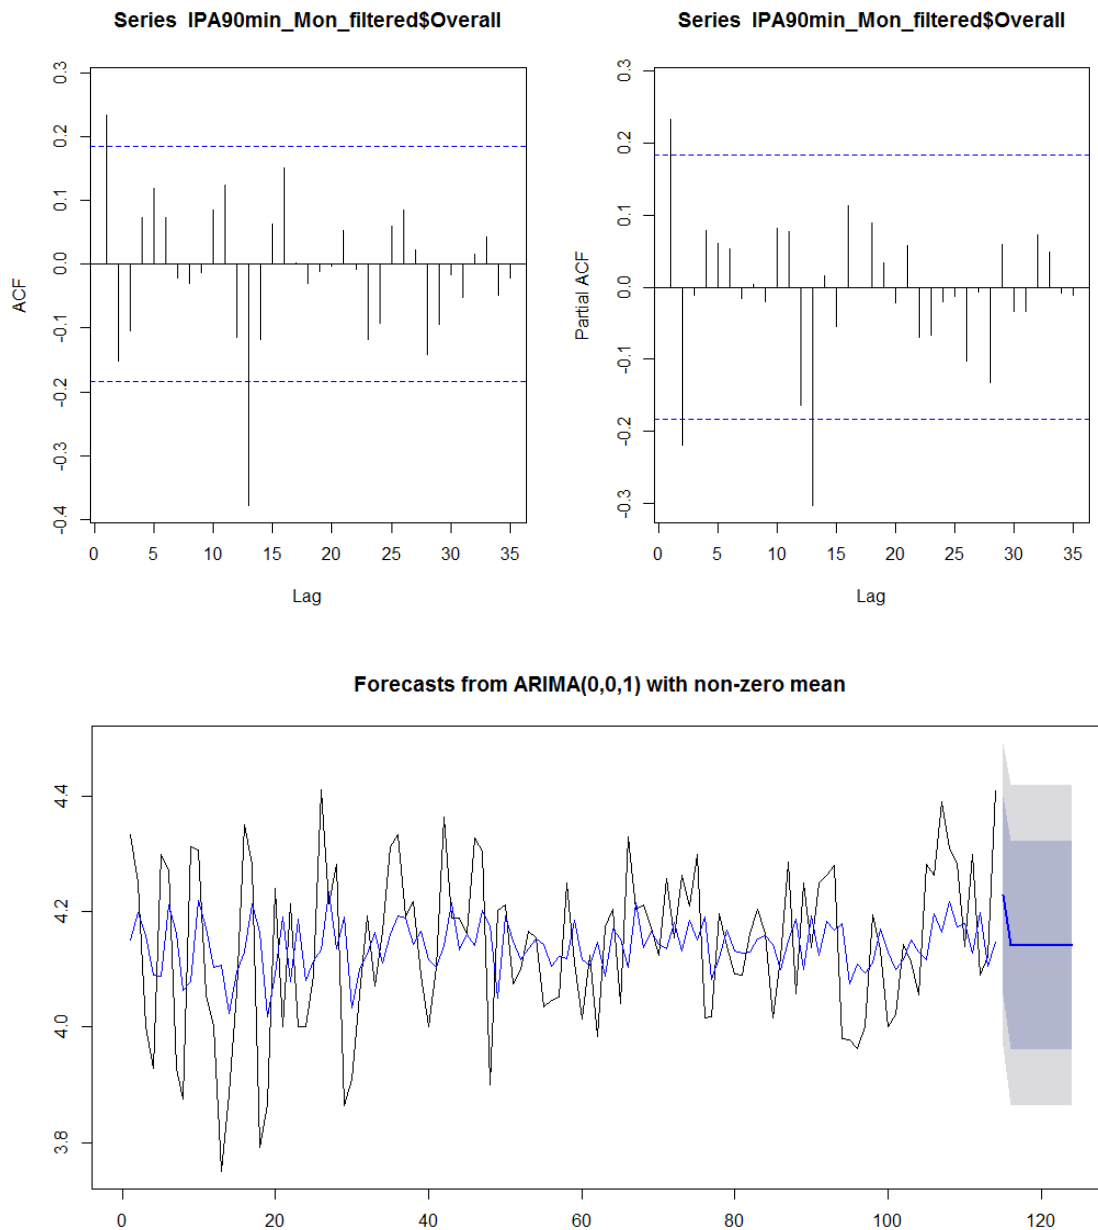 Series IPA90min_Mon_filtered$Overall
ACF
0.3
0.2
0.1
0.0
-0.1
-0.2
-0.3
-0.4
0 5 10 15 20 25 30 35
Lag
Series IPA90min_Mon_filtered$Overall
Partial ACF
0.3
0.2
0.1
0.0
-0.1
-0.2
-0.3
0 5 10 15 20 25 30 35
Lag
Forecasts from ARIMA(0,0,1) with non-zero mean
4.4
4.2
4.0
3.8
0 20 40 60 80 100 120